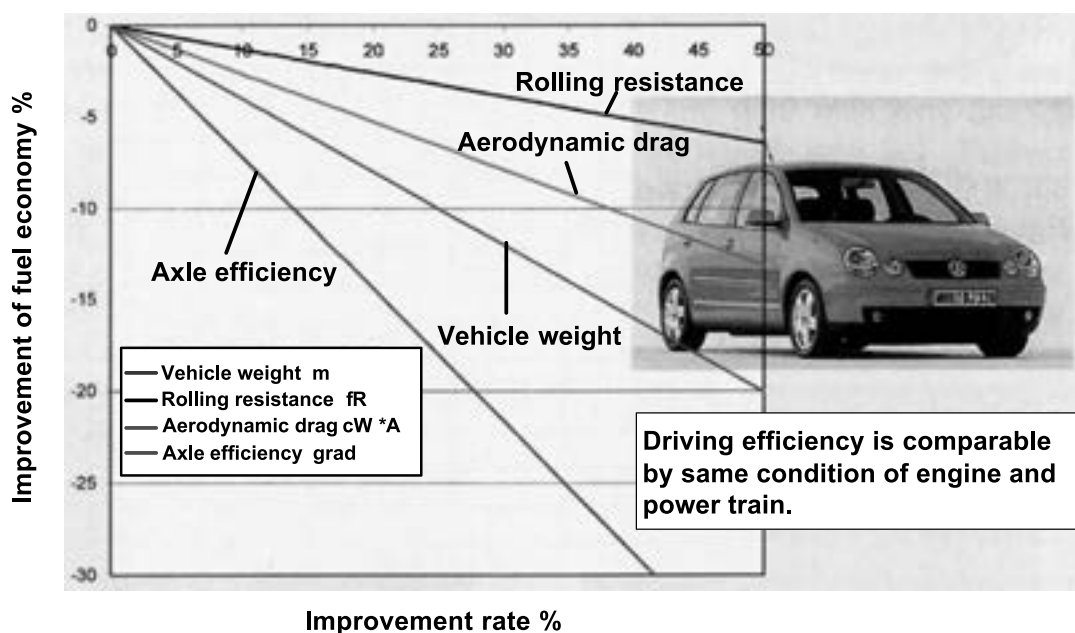 0
0 5 10 15 20 25 30 35 40 45 50
Rolling resistance
-5
Aerodynamic drag
Improvement of fuel economy %
-10
Axle efficiency
-15
Vehicle weight
Vehicle weight m
Rolling resistance fR
Aerodynamic drag cW *A
Axle efficiency grad
-20
Driving efficiency is comparable
by same condition of engine and
power train.
-25
-30
Improvement rate %